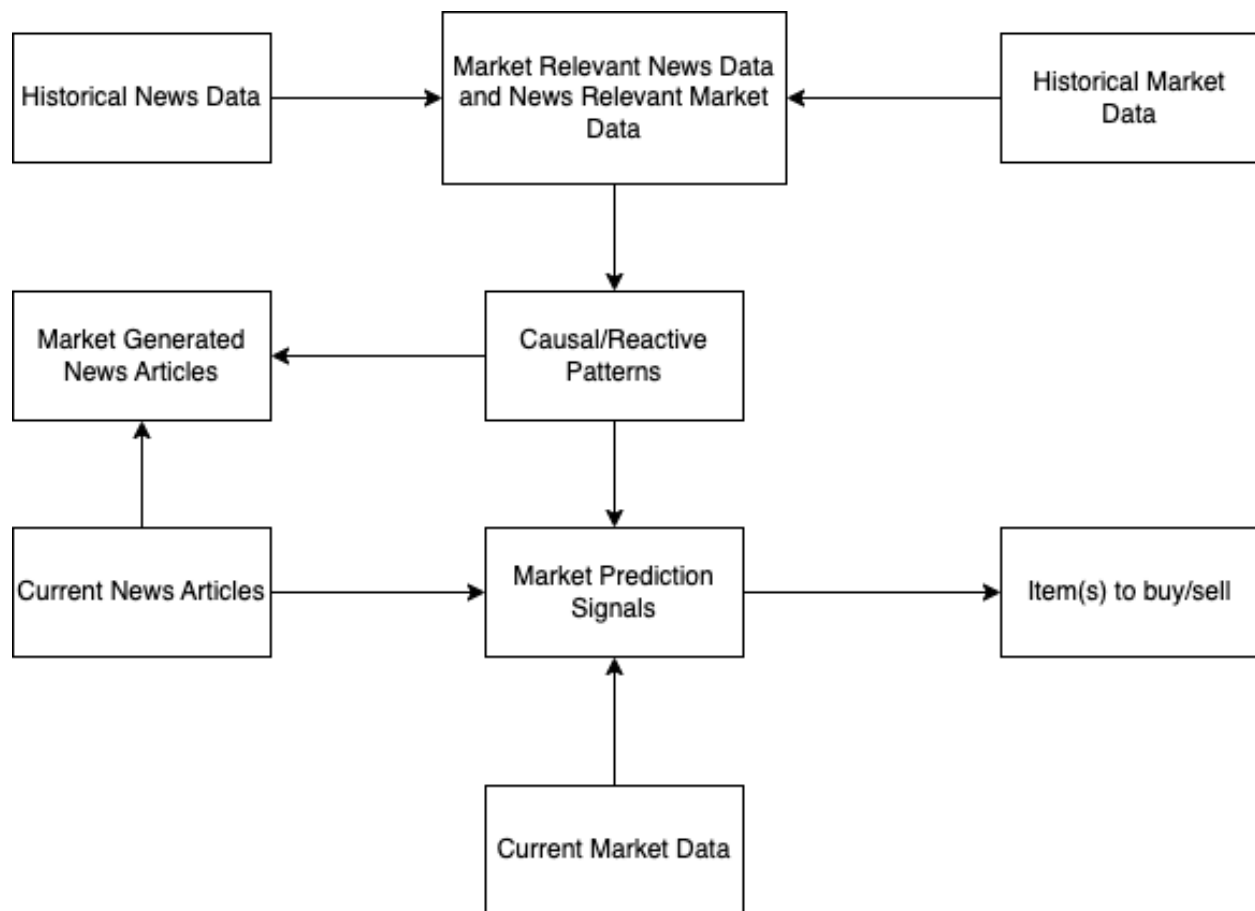 Historical News Data
Market Relevant News Data
and News Relevant Market
Data
Historical Market
Data
Market Generated
News Articles
Causal/Reactive
Patterns
Current News Articles
Market Prediction
Signals
Item(s) to buy/sell
Current Market Data